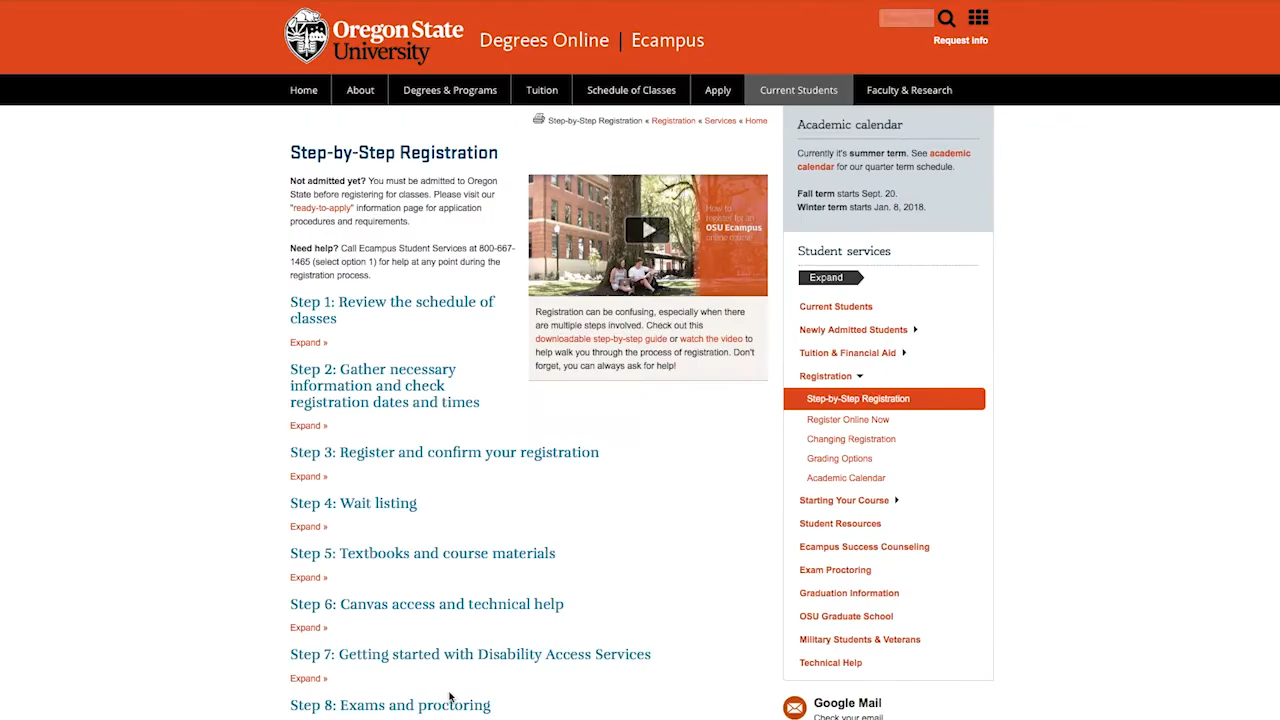 Oregon State
University
Degrees Online | Ecampus
Request Info
Home
About
Degrees & Programs
Tuition
Schedule of Classes
Apply
Current Students
Faculty & Research
Step-by-Step Registration « Registration « Services « Home
Step-by-Step Registration
Not admitted yet? You must be admitted to Oregon
State before registering for classes. Please visit our
"ready-to-apply" information page for application
procedures and requirements.
Need help? Call Ecampus Student Services at 800-667-
1465 (select option 1) for help at any point during the
registration process.
How to
register for an
OSU Ecampus
online course
Registration can be confusing, especially when there
are multiple steps involved. Check out this
downloadable step-by-step guide or watch the video to
help walk you through the process of registration. Don't
forget, you can always ask for help!
Step 1: Review the schedule of
classes
Expand »
Step 2: Gather necessary
information and check
registration dates and times
Expand »
Step 3: Register and confirm your registration
Expand »
Step 4: Wait listing
Expand »
Step 5: Textbooks and course materials
Expand »
Step 6: Canvas access and technical help
Expand »
Step 7: Getting started with Disability Access Services
Expand »
Step 8: Exams and proctoring
Academic calendar
Currently it's summer term. See academic
calendar for our quarter term schedule.
Fall term starts Sept. 20.
Winter term starts Jan. 8, 2018.
Student services
Expand
Current Students
Newly Admitted Students
Tuition & Financial Aid
Registration
Step-by-Step Registration
Register Online Now
Changing Registration
Grading Options
Academic Calendar
Starting Your Course
Student Resources
Ecampus Success Counseling
Exam Proctoring
Graduation Information
OSU Graduate School
Military Students & Veterans
Technical Help
Google Mail
Check your email